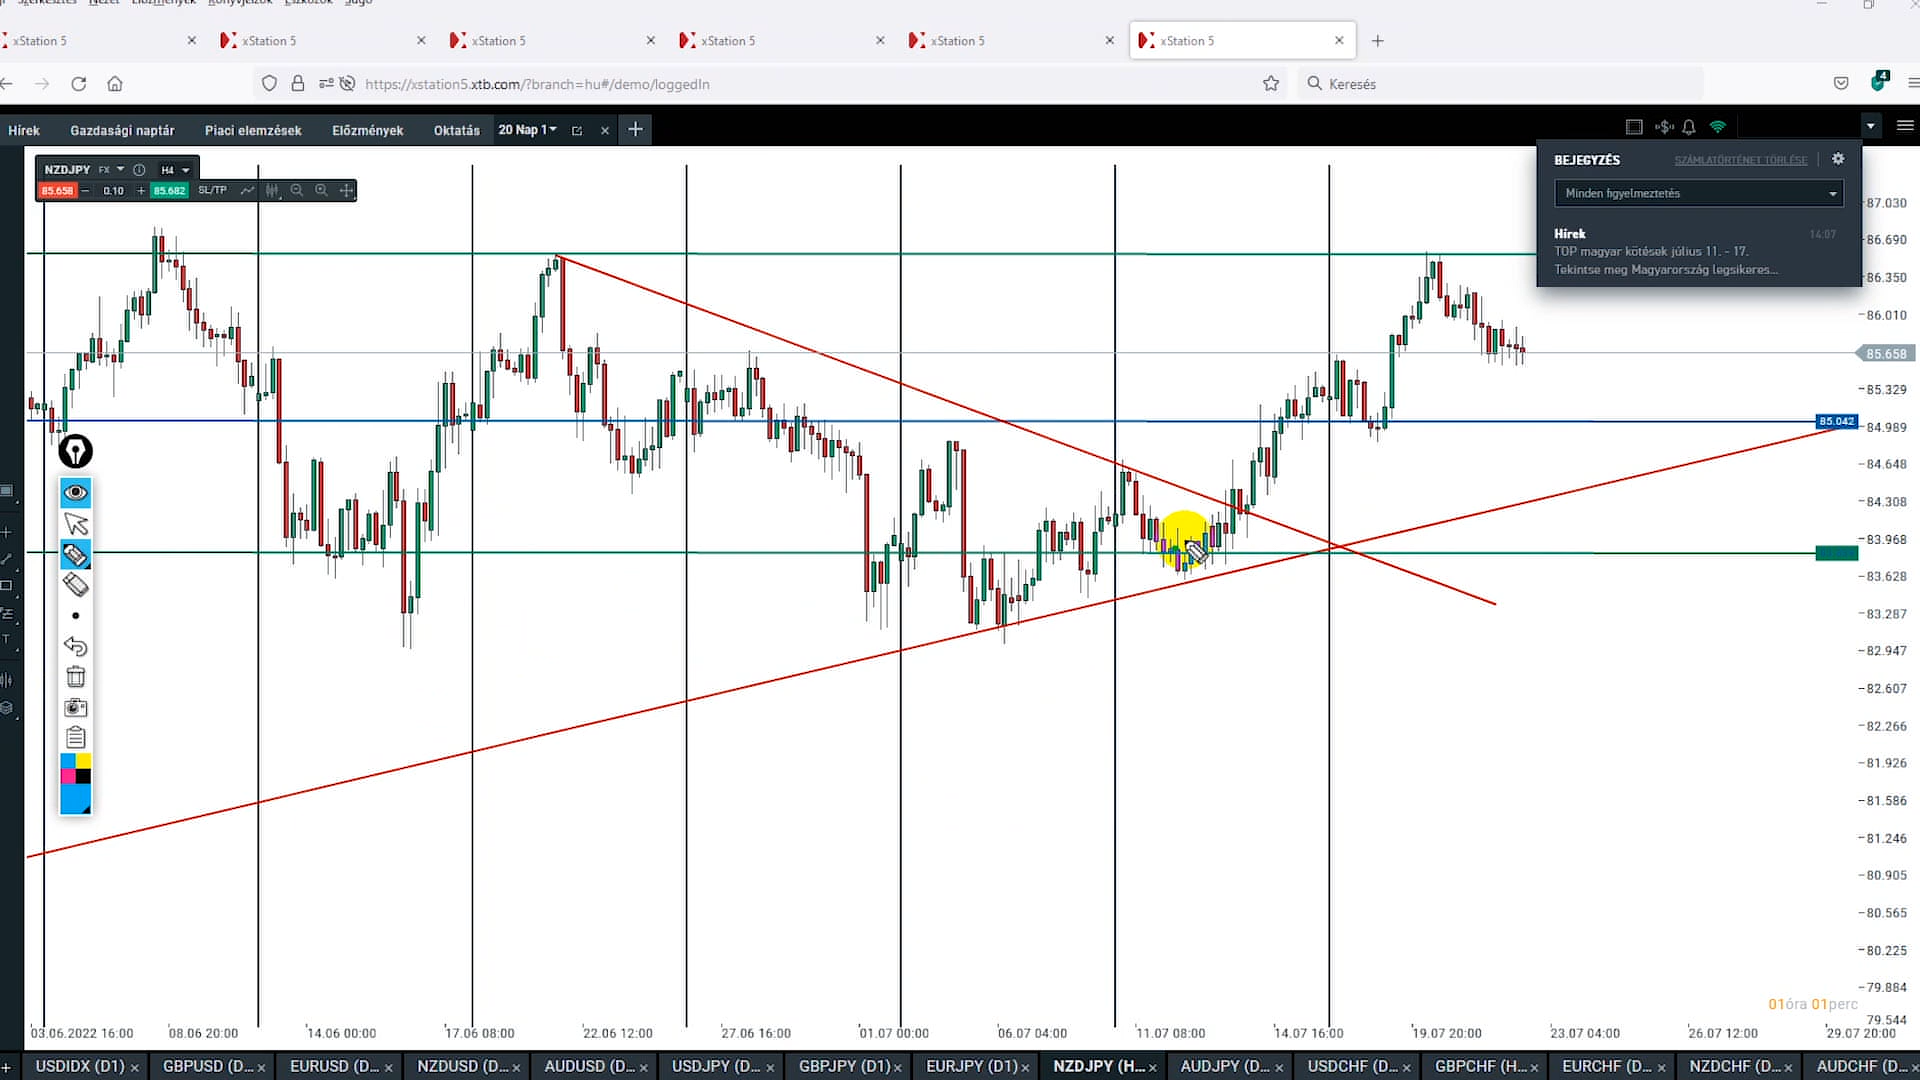 Szerkesztés Nézet Előzmények Könyvjelzők Eszközök Súgó
xStation 5 xStation 5 xStation 5 xStation 5 xStation 5 xStation 5
https://xstation5.xtb.com/?branch=hu#/demo/loggedIn
Keresés
4
Hírek Gazdasági naptár Piaci elemzések Előzmények Oktatás 20 Nap 1
NZDJPY FX H4
85.658 0.10 85.682 SL/TP
BEJEGYZÉS SZÁMLATÖRTÉNET TÖRLÉSE
Minden figyelmeztetés
Hírek 14:07
TOP magyar kötések július 11. - 17.
Tekintse meg Magyarország legsikeres...
87.030
86.690
86.350
86.010
85.658
85.329
85.042
84.989
84.648
84.308
83.968
83.628
83.287
82.947
82.607
82.266
81.926
81.586
81.246
80.905
80.565
80.225
79.884
79.544
01óra 01perc
03.06.2022 16:00 08.06 20:00 14.06 00:00 17.06 08:00 22.06 12:00 27.06 16:00 01.07 00:00 06.07 04:00 11.07 08:00 14.07 16:00 19.07 20:00 23.07 04:00 26.07 12:00 29.07 20:00
USDIDX (D1) GBPUSD (D... EURUSD (D... NZDUSD (D... AUDUSD (D... USDJPY (D... GBPJPY (D1) EURJPY (D1) NZDJPY (H... AUDJPY (D... USDCHF (D... GBPCHF (H... EURCHF (D... NZDCHF (D... AUDCHF (D...